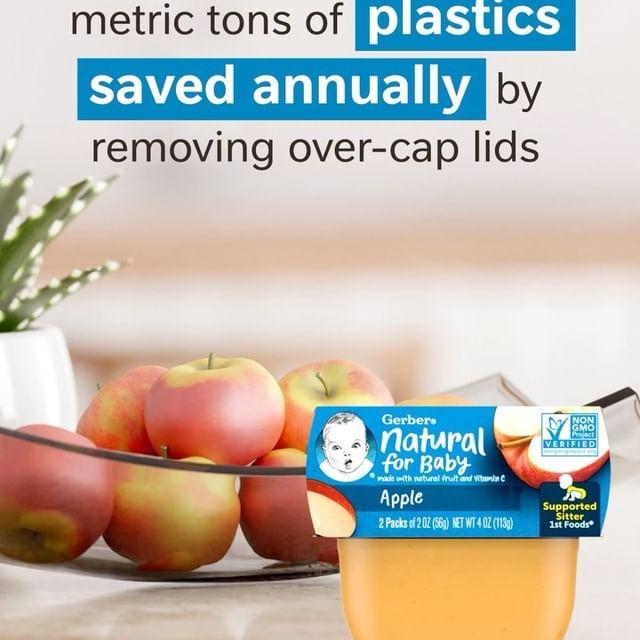 metric tons of plastics
saved annually by
removing over-cap lids
Gerber®
Natural
for Baby
®
made with natural fruit and vitamin C
Apple
2 Packs of 2 OZ (56g) NET WT 4 OZ (113g)
NON
GMO
Project
VERIFIED
nongmoproject.org
Supported
Sitter
1st Foods®